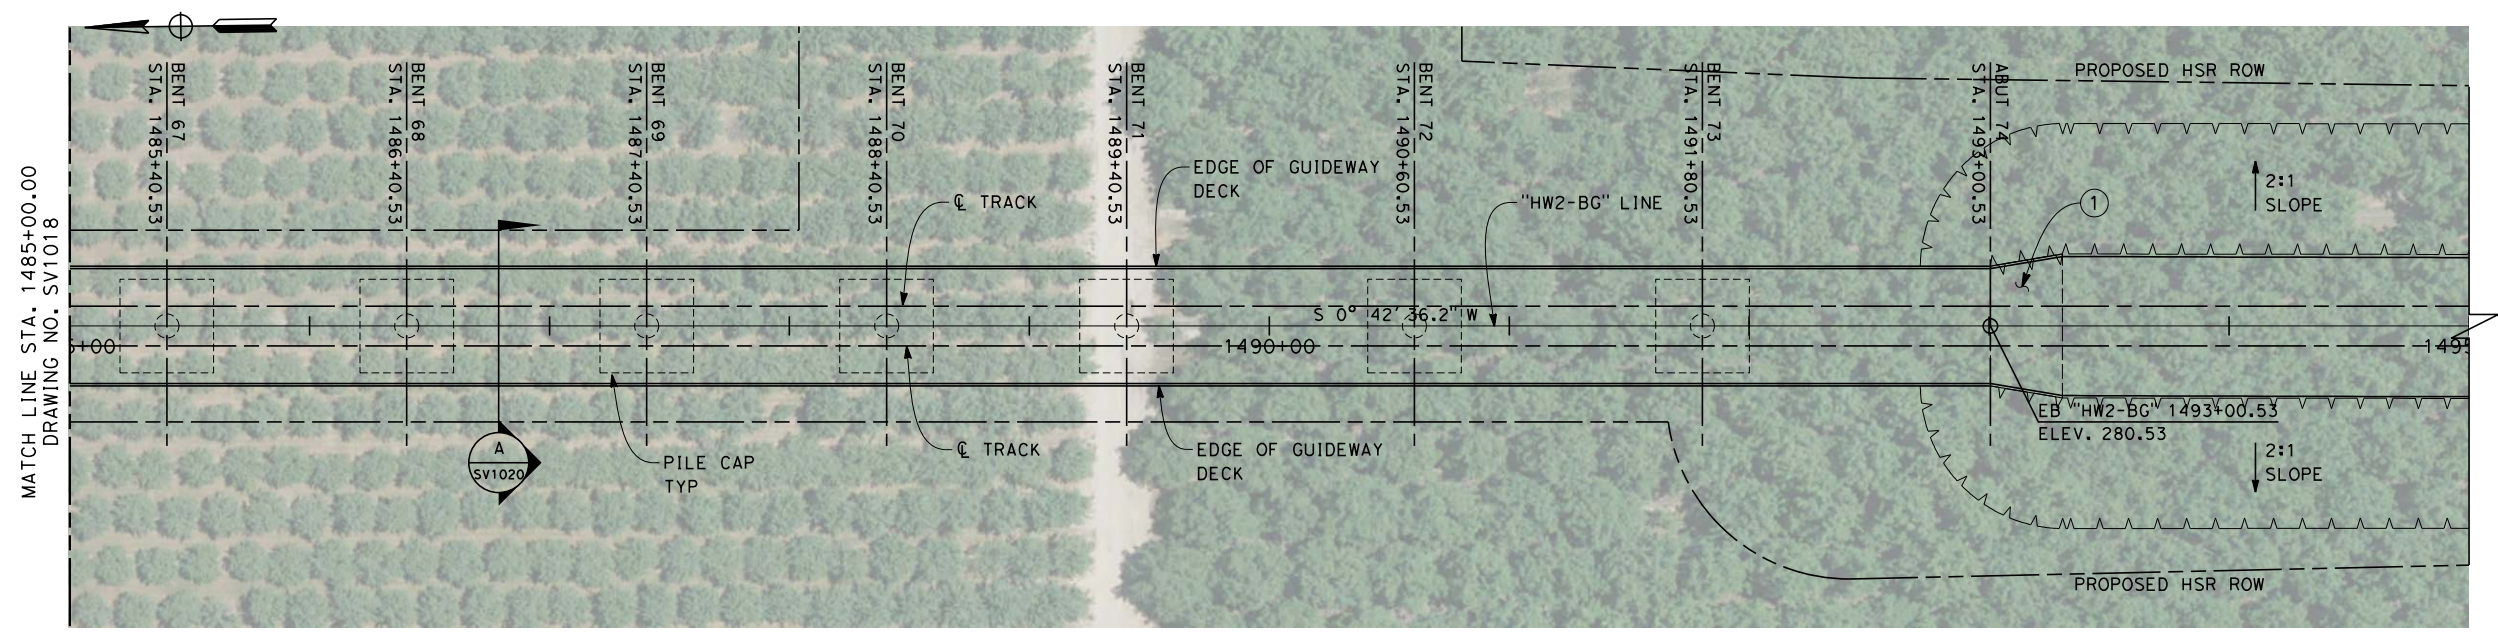 MATCH LINE STA. 1485+00.00
DRAWING NO. SV1018
BENT 67
STA. 1485+40.53
BENT 68
STA. 1486+40.53
BENT 69
STA. 1487+40.53
BENT 70
STA. 1488+40.53
BENT 71
STA. 1489+40.53
BENT 72
STA. 1490+60.53
BENT 73
STA. 1491+80.53
ABUT 74
STA. 1493+00.53
PROPOSED HSR ROW
EDGE OF GUIDEWAY
DECK
℄ TRACK
"HW2-BG" LINE
1
2:1
SLOPE
S 0° 42' 36.2" W
5+00
1490+00
1495
EB "HW2-BG" 1493+00.53
ELEV. 280.53
A
SV1020
PILE CAP
TYP
℄ TRACK
EDGE OF GUIDEWAY
DECK
2:1
SLOPE
PROPOSED HSR ROW